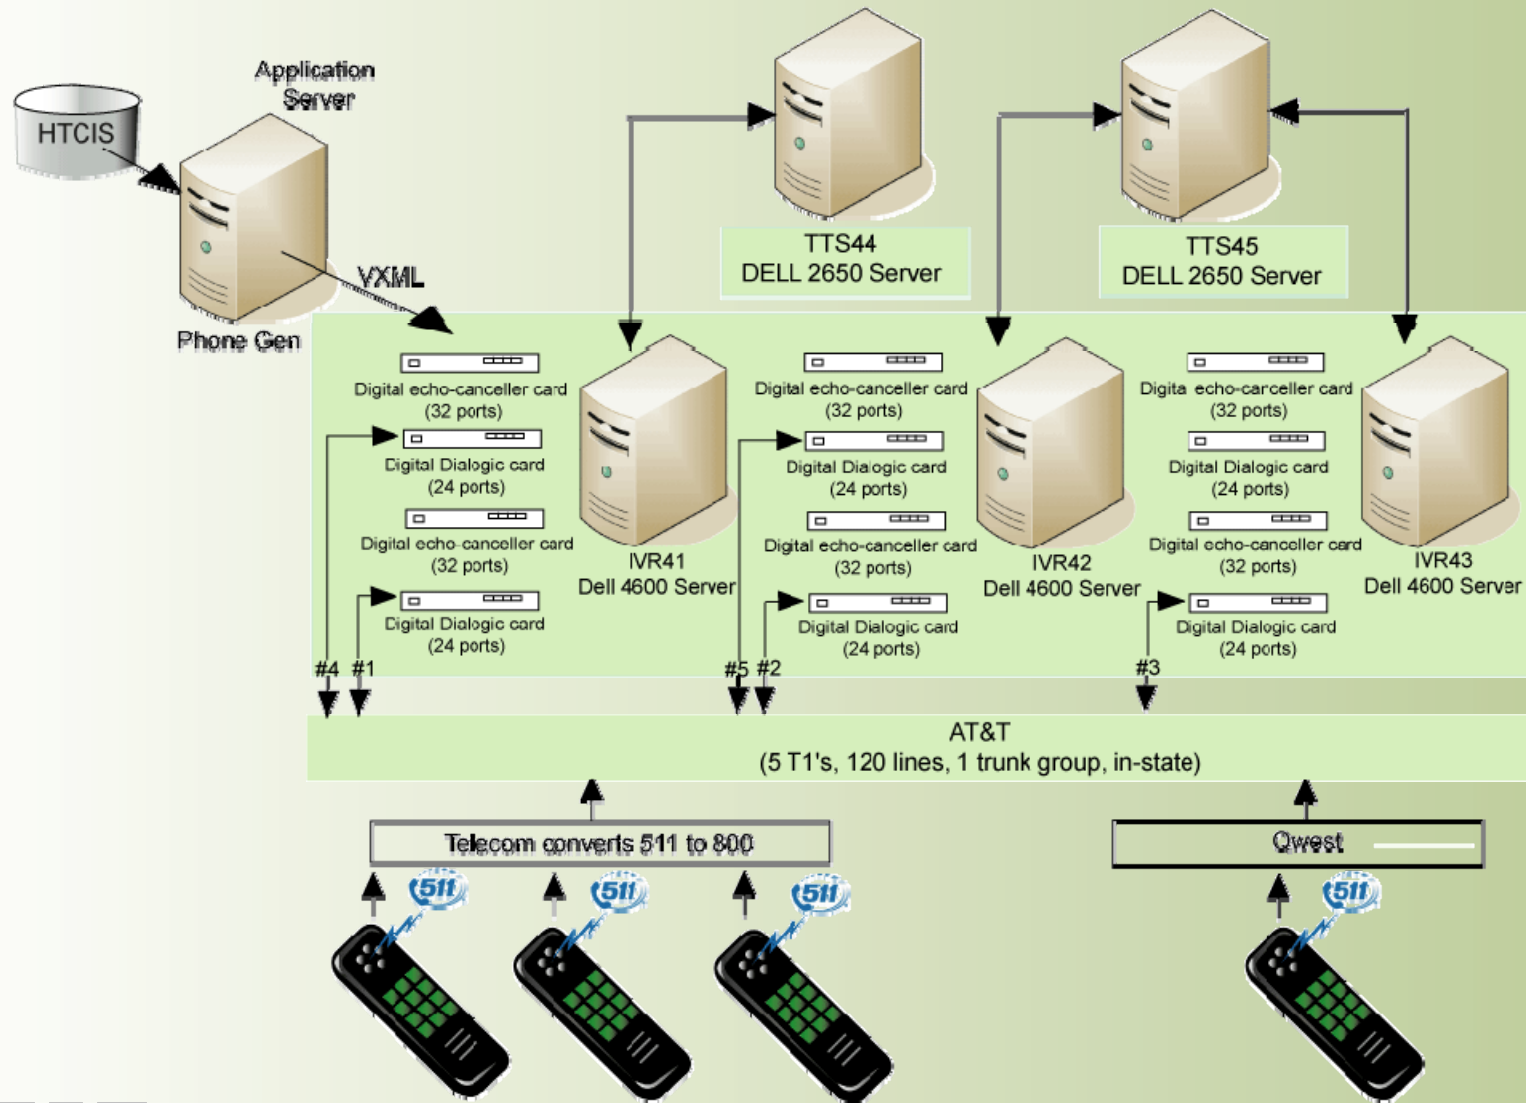 Application
Server
HTCIS
VXML
Phone Gen
TTS44
DELL 2650 Server
TTS45
DELL 2650 Server
Digital echo-canceller card
(32 ports)
Digital Dialogic card
(24 ports)
Digital echo-canceller card
(32 ports)
Digital Dialogic card
(24 ports)
IVR41
Dell 4600 Server
Digital echo-canceller card
(32 ports)
Digital Dialogic card
(24 ports)
Digital echo-canceller card
(32 ports)
Digital Dialogic card
(24 ports)
IVR42
Dell 4600 Server
Digital echo-canceller card
(32 ports)
Digital Dialogic card
(24 ports)
Digital echo-canceller card
(32 ports)
Digital Dialogic card
(24 ports)
IVR43
Dell 4600 Server
#4 #1 #5 #2 #3
AT&T
(5 T1's, 120 lines, 1 trunk group, in-state)
Telecom converts 511 to 800
Qwest
511 511 511 511